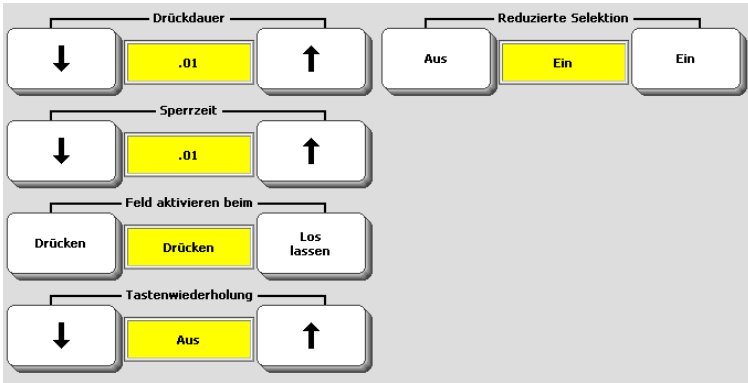 Drückdauer
.01
Sperrzeit
.01
Feld aktivieren beim
Drücken
Drücken
Los
lassen
Tastenwiederholung
Aus
Reduzierte Selektion
Aus
Ein
Ein